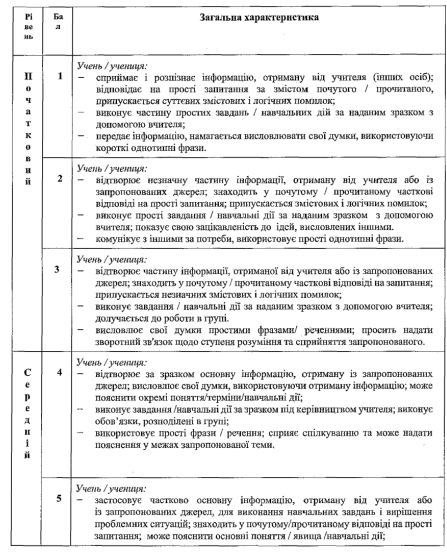 Рі ве нь
Ба л
Загальна характеристика
Початковий
1
Учень / учениця:
– сприймає і розпізнає інформацію, отриману від учителя (інших осіб);
відповідає на прості запитання за змістом почутого / прочитаного,
припускається суттєвих змістових і логічних помилок;
– виконує частину простих завдань / навчальних дій за наданим зразком з
допомогою вчителя;
– передає інформацію, намагається висловлювати свої думки, використовуючи
короткі однотипні фрази.
2
Учень / учениця:
– відтворює незначну частину інформації, отриману від учителя або із
запропонованих джерел; знаходить у почутому / прочитаному часткові
відповіді на прості запитання; припускається змістових і логічних помилок;
– виконує прості завдання / навчальні дії за наданим зразком з допомогою
вчителя; показує свою зацікавленість до ідей, висловлених іншими.
– комунікує з іншими за потреби, використовує прості однотипні фрази.
3
Учень / учениця:
– відтворює частину інформації, отриманої від учителя або із запропонованих
джерел; знаходить у почутому / прочитаному часткові відповіді на запитання;
припускається незначних змістових і логічних помилок;
– виконує завдання / навчальні дії за наданим зразком з допомогою вчителя;
долучається до роботи в групі.
– висловлює свої думки простими фразами/ реченнями; просить надати
зворотній зв'язок щодо ступеня розуміння та сприйняття запропонованого.
Середній
4
Учень / учениця:
– відтворює за зразком основну інформацію, отриману із запропонованих
джерел; висловлює свої думки, використовуючи отриману інформацію; може
пояснити окремі поняття/терміни/навчальні дії;
– виконує завдання /навчальні дії за зразком під керівництвом учителя; виконує
обов'язки, розподілені в групі;
– використовує прості фрази / речення; сприяє спілкуванню та може надати
пояснення у межах запропонованої теми.
5
Учень / учениця:
– застосовує частково основну інформацію, отриману від учителя або
із запропонованих джерел, для виконання навчальних завдань і вирішення
проблемних ситуацій; знаходить у почутому/прочитаному відповіді на прості
запитання; може пояснити основні поняття / явища /навчальні дії;